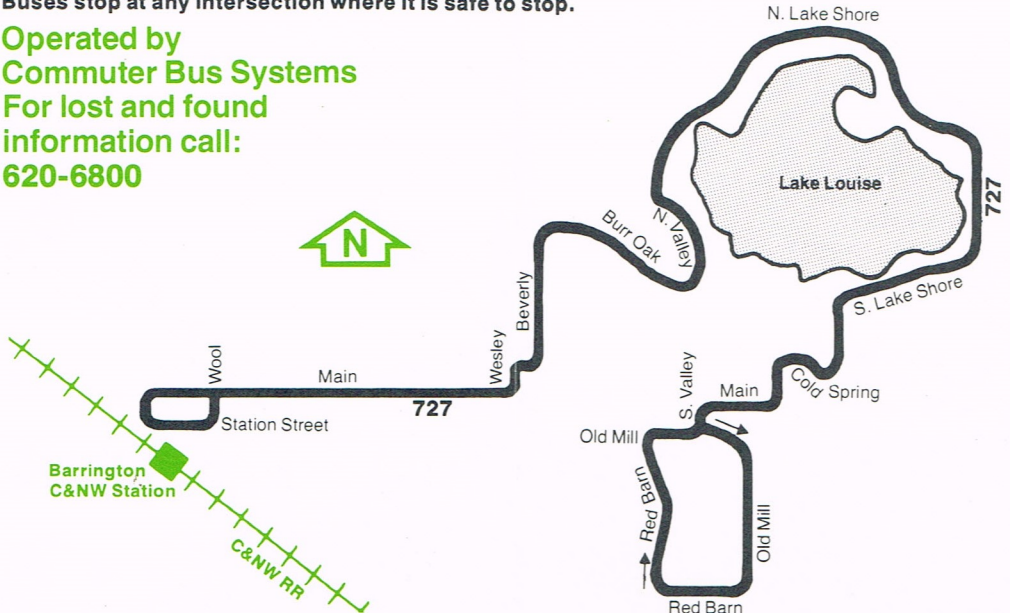 Buses stop at any intersection where it is safe to stop.
Operated by
Commuter Bus Systems
For lost and found
information call:
620-6800
N. Lake Shore
Lake Louise
727
N
Burr Oak
N. Valley
S. Lake Shore
Beverly
Wesley
Wool
Main
727
Station Street
Barrington
C&NW Station
C&NW RR
S. Valley
Main
Cold Spring
Old Mill
Red Barn
Old Mill
Red Barn